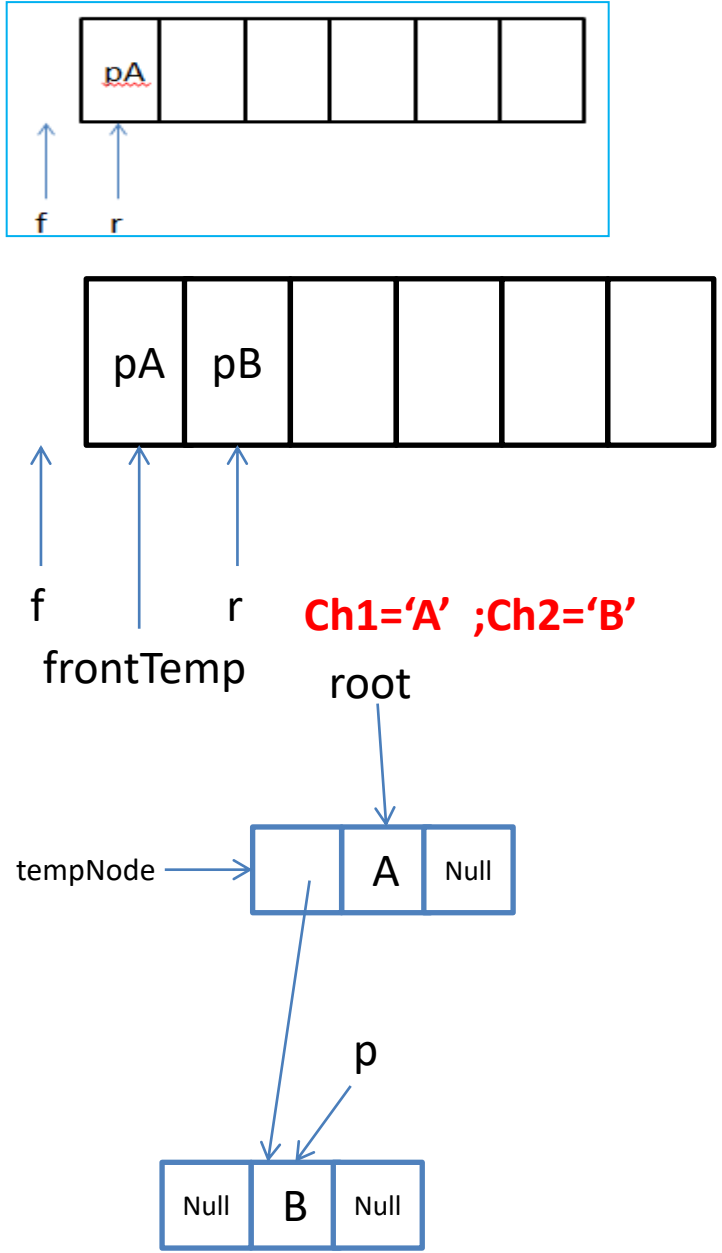 pA
f r
pA pB
f r
Ch1=‘A’ ;Ch2=‘B’
frontTemp
root
tempNode
A Null
p
Null B Null